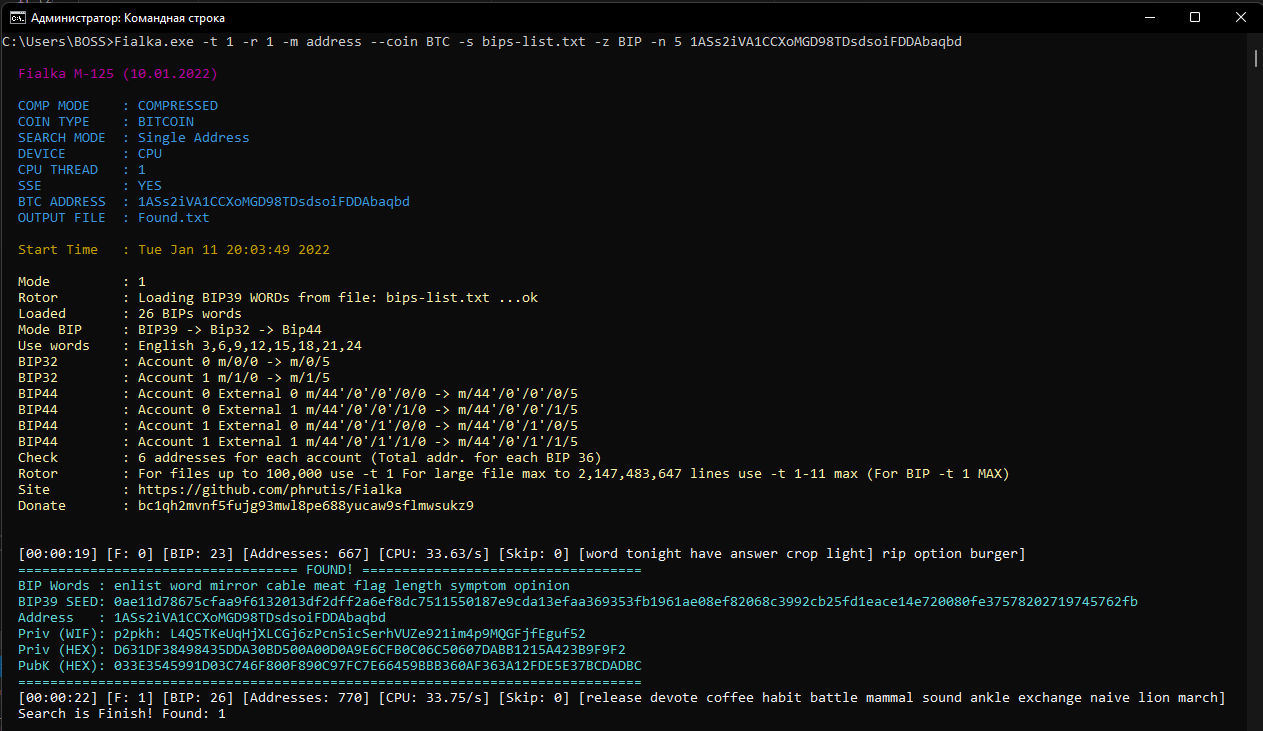 Администратор: Командная строка
C:\Users\BOSS>Fialka.exe -t 1 -r 1 -m address --coin BTC -s bips-list.txt -z BIP -n 5 1ASs2iVA1CCXoMGD98TDsdsoiFDDAbaqbd
Fialka M-125 (10.01.2022)
COMP MODE : COMPRESSED
COIN TYPE : BITCOIN
SEARCH MODE : Single Address
DEVICE : CPU
CPU THREAD : 1
SSE : YES
BTC ADDRESS : 1ASs2iVA1CCXoMGD98TDsdsoiFDDAbaqbd
OUTPUT FILE : Found.txt
Start Time : Tue Jan 11 20:03:49 2022
Mode : 1
Rotor : Loading BIP39 WORDs from file: bips-list.txt ...ok
Loaded : 26 BIPs words
Mode BIP : BIP39 -> Bip32 -> Bip44
Use words : English 3,6,9,12,15,18,21,24
BIP32 : Account 0 m/0/0 -> m/0/5
BIP32 : Account 1 m/1/0 -> m/1/5
BIP44 : Account 0 External 0 m/44'/0'/0'/0/0 -> m/44'/0'/0'/0/5
BIP44 : Account 0 External 1 m/44'/0'/0'/1/0 -> m/44'/0'/0'/1/5
BIP44 : Account 1 External 0 m/44'/0'/1'/0/0 -> m/44'/0'/1'/0/5
BIP44 : Account 1 External 1 m/44'/0'/1'/1/0 -> m/44'/0'/1'/1/5
Check : 6 addresses for each account (Total addr. for each BIP 36)
Rotor : For files up to 100,000 use -t 1 For large file max to 2,147,483,647 lines use -t 1-11 max (For BIP -t 1 MAX)
Site : https://github.com/phrutis/Fialka
Donate : bc1qh2mvnf5fujg93mwl8pe688yucaw9sflmwsukz9
[00:00:19] [F: 0] [BIP: 23] [Addresses: 667] [CPU: 33.63/s] [Skip: 0] [word tonight have answer crop light] rip option burger]
=================================== FOUND! ===================================
BIP Words : enlist word mirror cable meat flag length symptom opinion
BIP39 SEED: 0ae11d78675cfaa9f6132013df2dff2a6ef8dc7511550187e9cda13efaa369353fb1961ae08ef82068c3992cb25fd1eace14e720080fe37578202719745762fb
Address : 1ASs2iVA1CCXoMGD98TDsdsoiFDDAbaqbd
Priv (WIF): p2pkh: L4Q5TKeUqHjXLCGj6zPcn5icSerhVUZe921im4p9MQGFjfEguf52
Priv (HEX): D631DF38498435DDA30BD500A00D0A9E6CFB0C06C50607DABB1215A423B9F9F2
PubK (HEX): 033E3545991D03C746F800F890C97FC7E66459BBB360AF363A12FDE5E37BCDADBC
==============================================================================
[00:00:22] [F: 1] [BIP: 26] [Addresses: 770] [CPU: 33.75/s] [Skip: 0] [release devote coffee habit battle mammal sound ankle exchange naive lion march]
Search is Finish! Found: 1